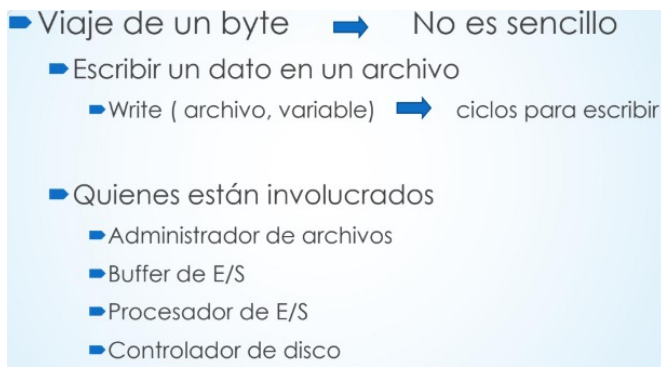 Viaje de un byte No es sencillo
Escribir un dato en un archivo
Write ( archivo, variable) ciclos para escribir
Quienes están involucrados
Administrador de archivos
Buffer de E/S
Procesador de E/S
Controlador de disco